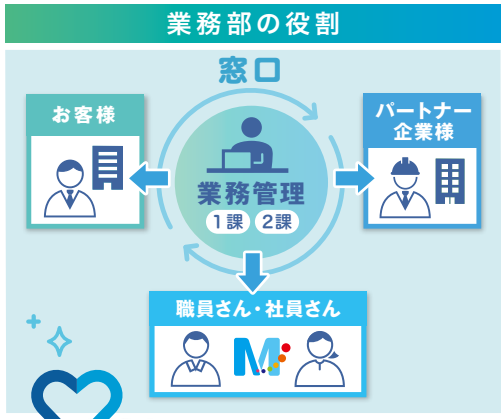 業務部の役割
窓口
お客様
パートナー
企業様
業務管理
1課 2課
職員さん・社員さん
M